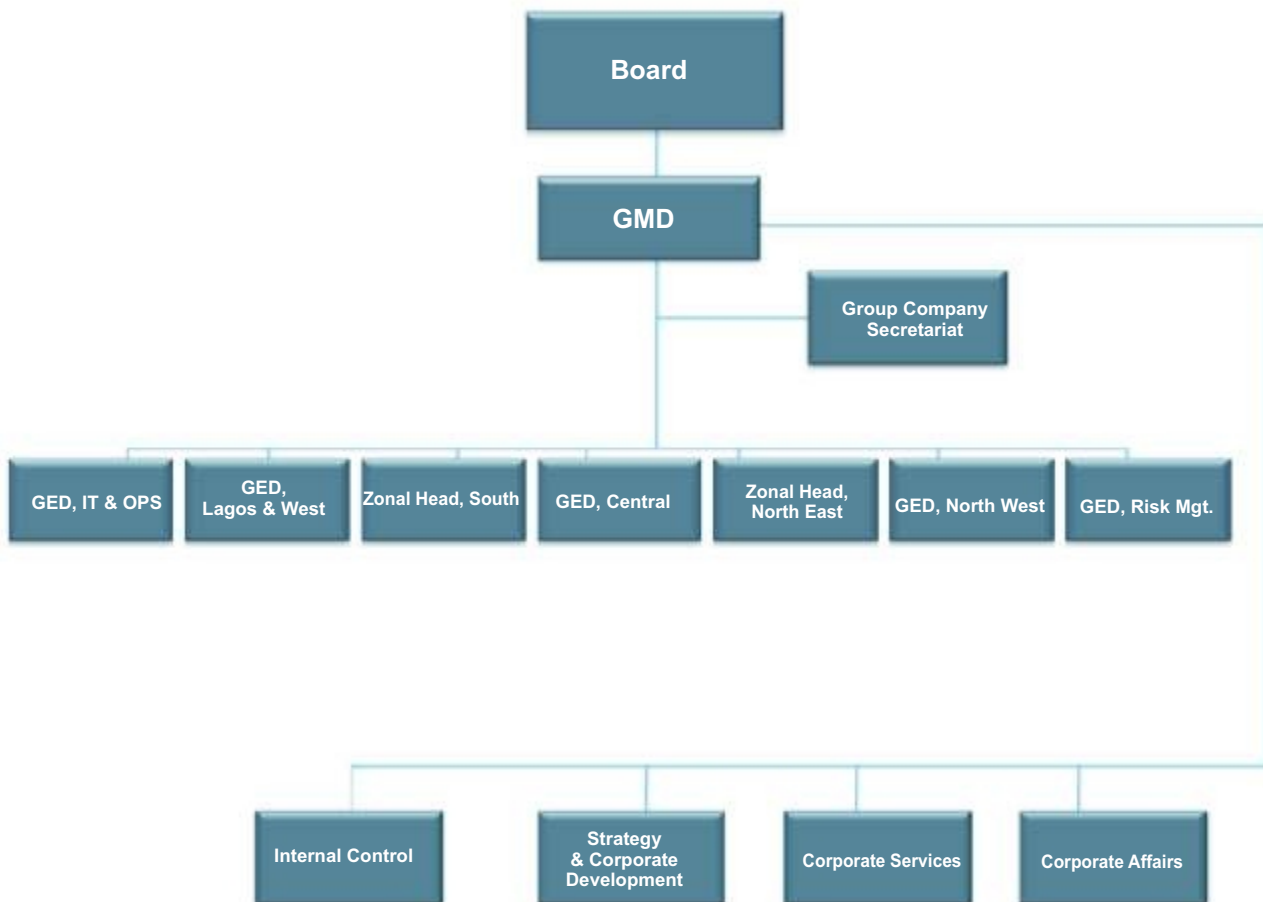 Board
GMD
Group Company
Secretariat
GED, IT & OPS
GED,
Lagos & West
Zonal Head, South
GED, Central
Zonal Head,
North East
GED, North West
GED, Risk Mgt.
Internal Control
Strategy
& Corporate
Development
Corporate Services
Corporate Affairs